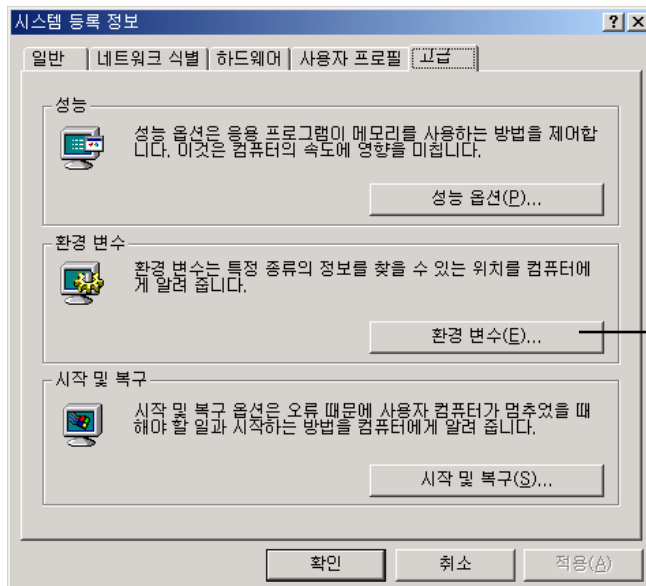 시스템 등록 정보
일반 네트워크 식별 하드웨어 사용자 프로필 고급
성능
성능 옵션은 응용 프로그램이 메모리를 사용하는 방법을 제어합
니다. 이것은 컴퓨터의 속도에 영향을 미칩니다.
성능 옵션(P)...
환경 변수
환경 변수는 특정 종류의 정보를 찾을 수 있는 위치를 컴퓨터에
게 알려 줍니다.
환경 변수(E)...
시작 및 복구
시작 및 복구 옵션은 오류 때문에 사용자 컴퓨터가 멈추었을 때
해야 할 일과 시작하는 방법을 컴퓨터에게 알려 줍니다.
시작 및 복구(S)...
확인 취소 적용(A)